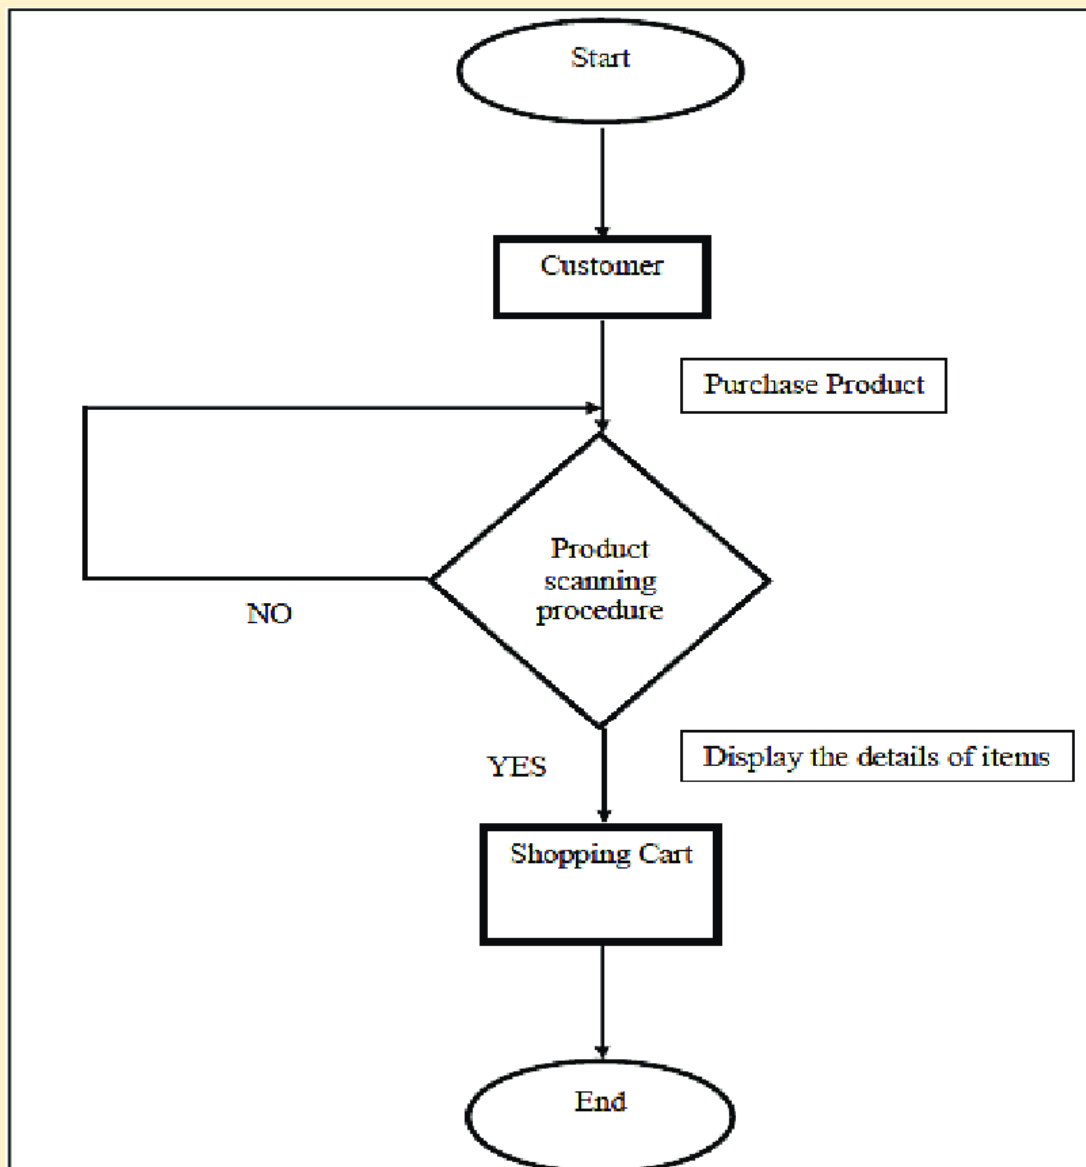 Start
Customer
Purchase Product
Product
scanning
procedure
NO
YES
Display the details of items
Shopping Cart
End